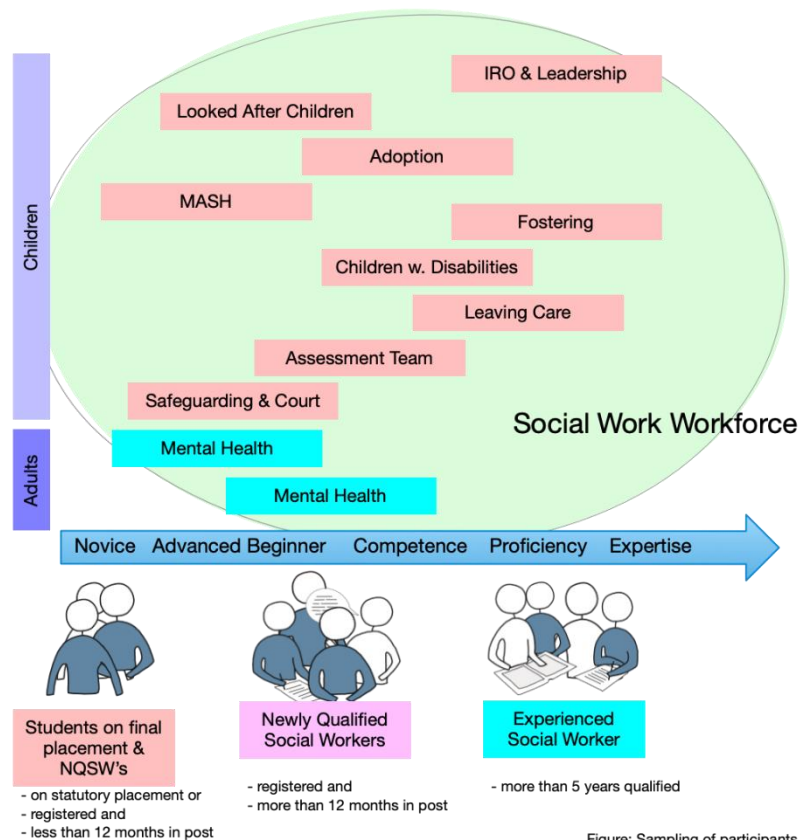 IRO & Leadership
Looked After Children
Adoption
MASH
Fostering
Children w. Disabilities
Leaving Care
Assessment Team
Safeguarding & Court
Mental Health
Mental Health
Children
Adults
Social Work Workforce
Novice Advanced Beginner Competence Proficiency Expertise
Students on final
placement &
NQSW's
- on statutory placement or
- registered and
- less than 12 months in post
Newly Qualified
Social Workers
- registered and
- more than 12 months in post
Experienced
Social Worker
- more than 5 years qualified
Figure: Sampling of participants